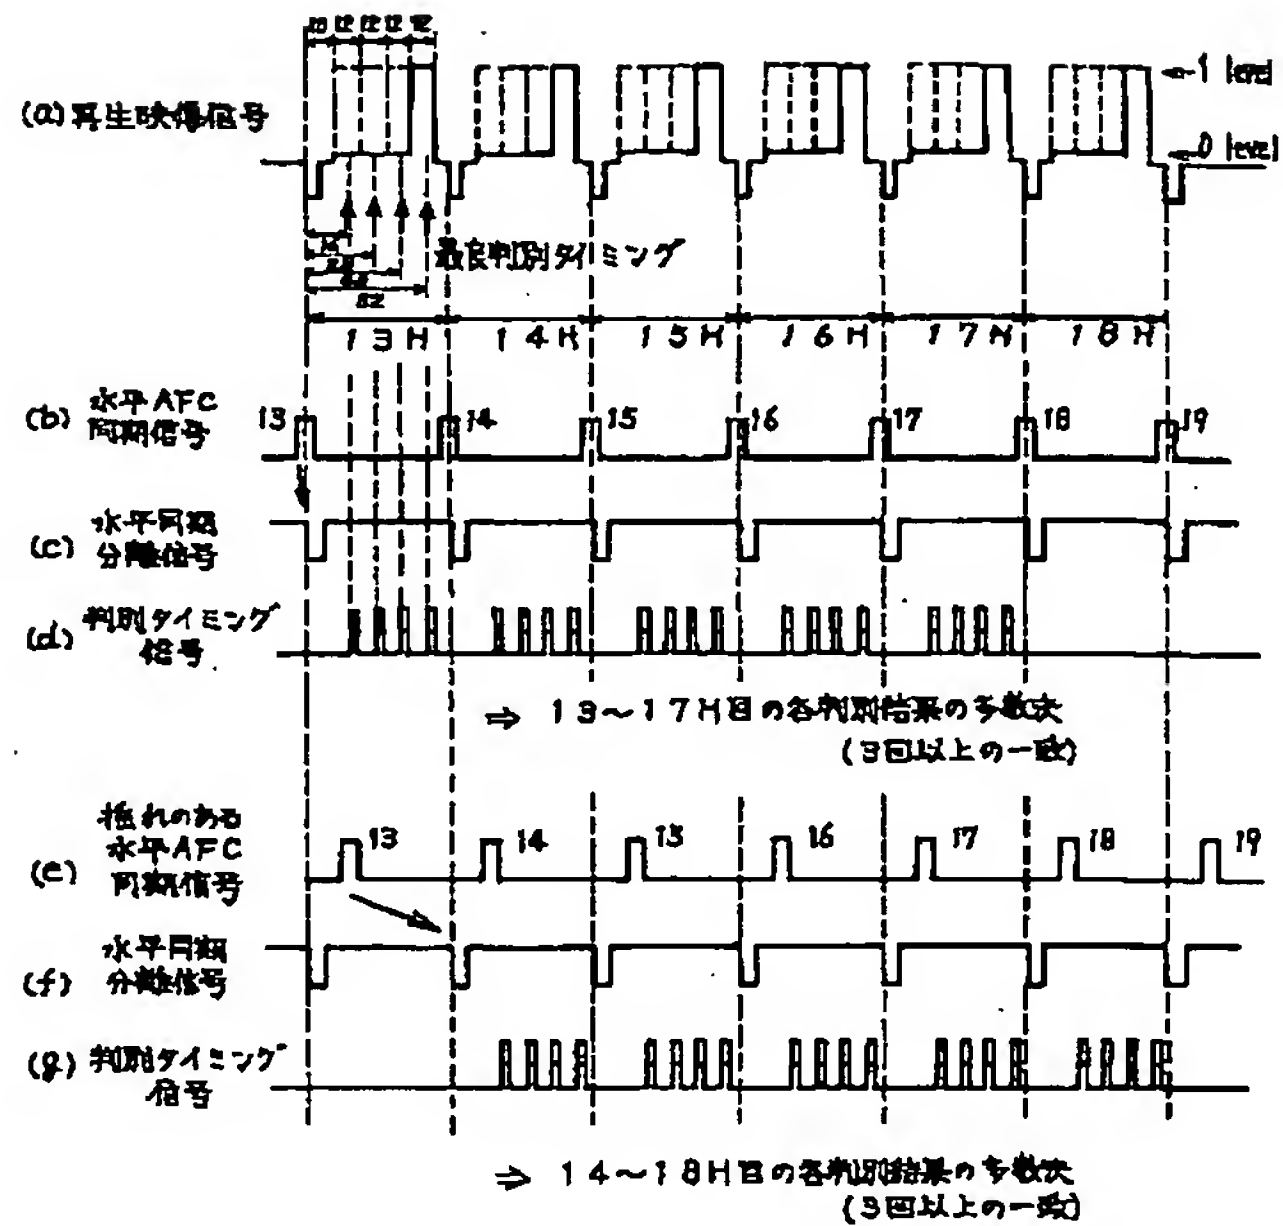 12 12 12 12
(a)再生映像信号
←1 level
←0 level
最良判別タイミング
13H 14H 15H 16H 17H 18H
(b) 水平AFC
同期信号
13 14 15 16 17 18 19
(c) 水平同期
分離信号
(d) 判別タイミング
信号
⇒ 13〜17H目の各判別結果の多数決
(3回以上の一致)
(e) 揺れのある
水平AFC
同期信号
13 14 15 16 17 18 19
(f) 水平同期
分離信号
(g) 判別タイミング
信号
⇒ 14〜18H目の各判別結果の多数決
(3回以上の一致)